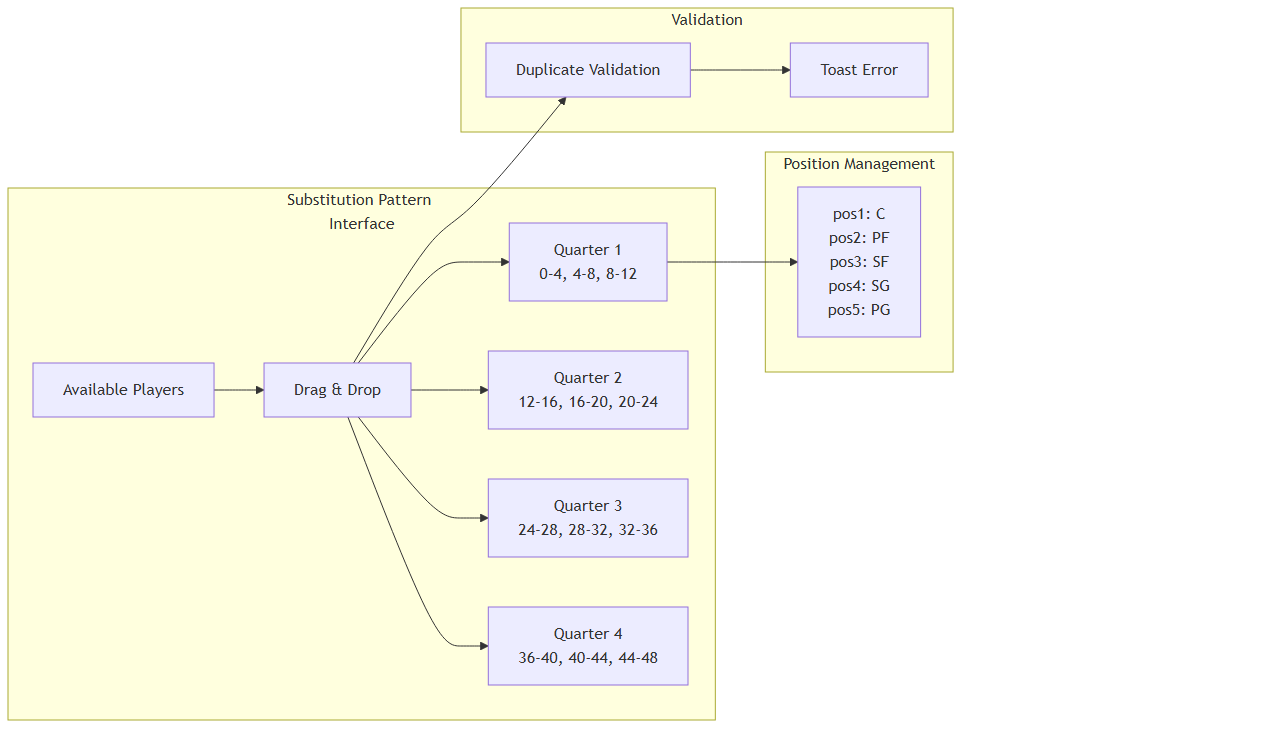 Validation
Duplicate Validation
Toast Error
Position Management
pos1: C
pos2: PF
pos3: SF
pos4: SG
pos5: PG
Substitution Pattern
Interface
Available Players
Drag & Drop
Quarter 1
0-4, 4-8, 8-12
Quarter 2
12-16, 16-20, 20-24
Quarter 3
24-28, 28-32, 32-36
Quarter 4
36-40, 40-44, 44-48